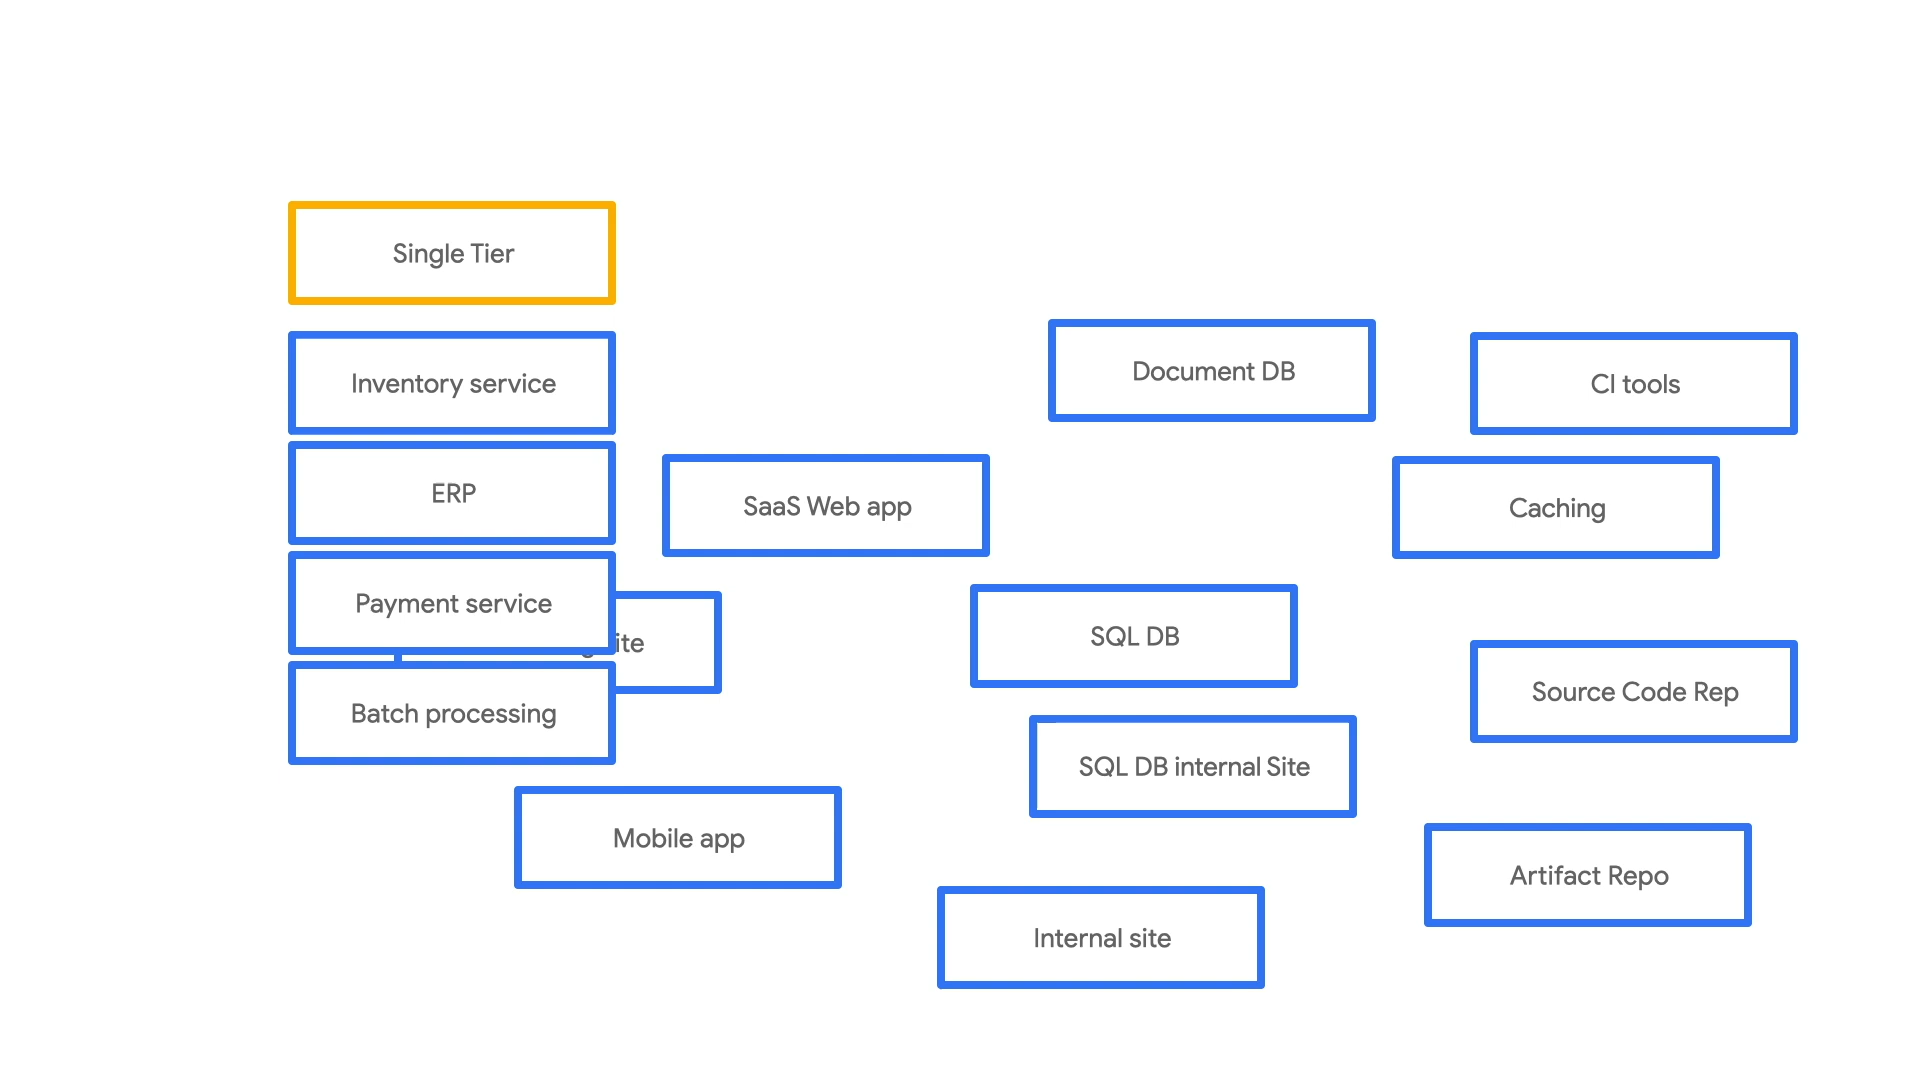 Single Tier
Inventory service
Document DB
CI tools
ERP
SaaS Web app
Caching
Payment service
SQL DB
Source Code Rep
Batch processing
SQL DB internal Site
Mobile app
Artifact Repo
Internal site